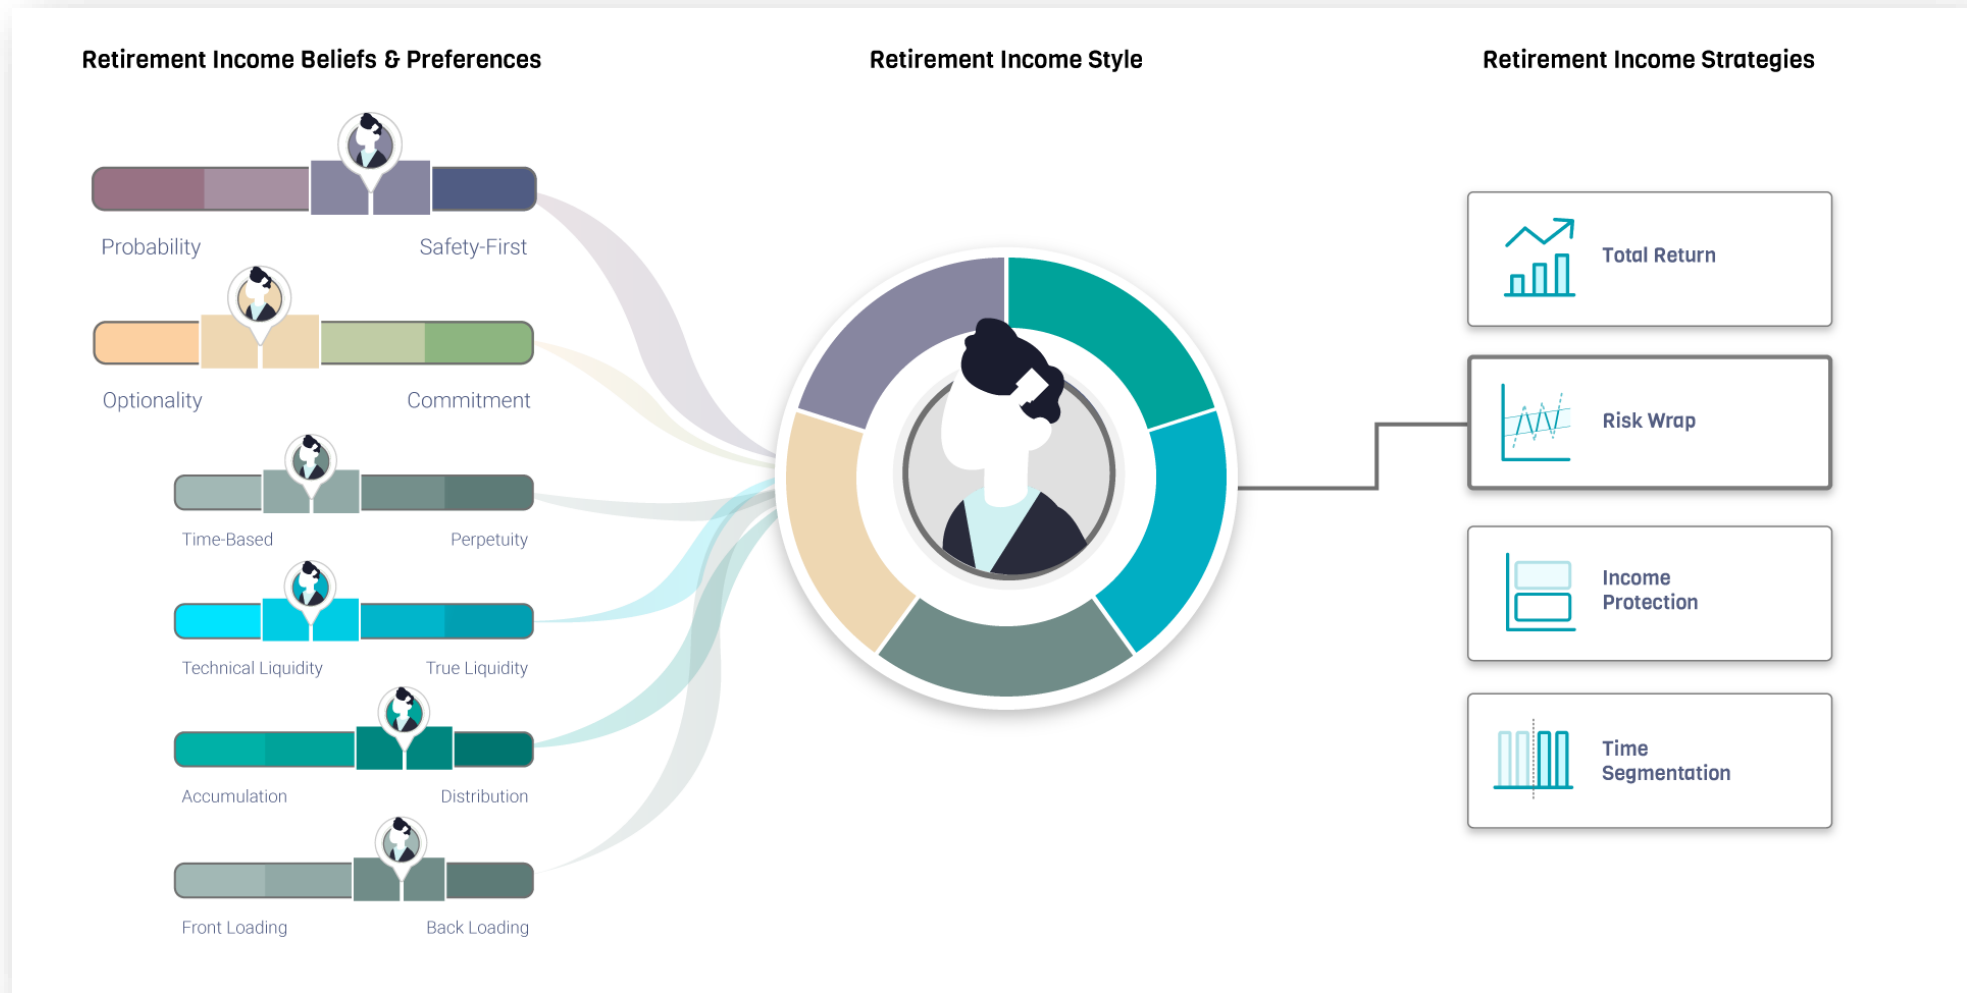 Retirement Income Beliefs & Preferences
Retirement Income Style
Retirement Income Strategies
Probability
Safety-First
Optionality
Commitment
Time-Based
Perpetuity
Technical Liquidity
True Liquidity
Accumulation
Distribution
Front Loading
Back Loading
Total Return
Risk Wrap
Income
Protection
Time
Segmentation